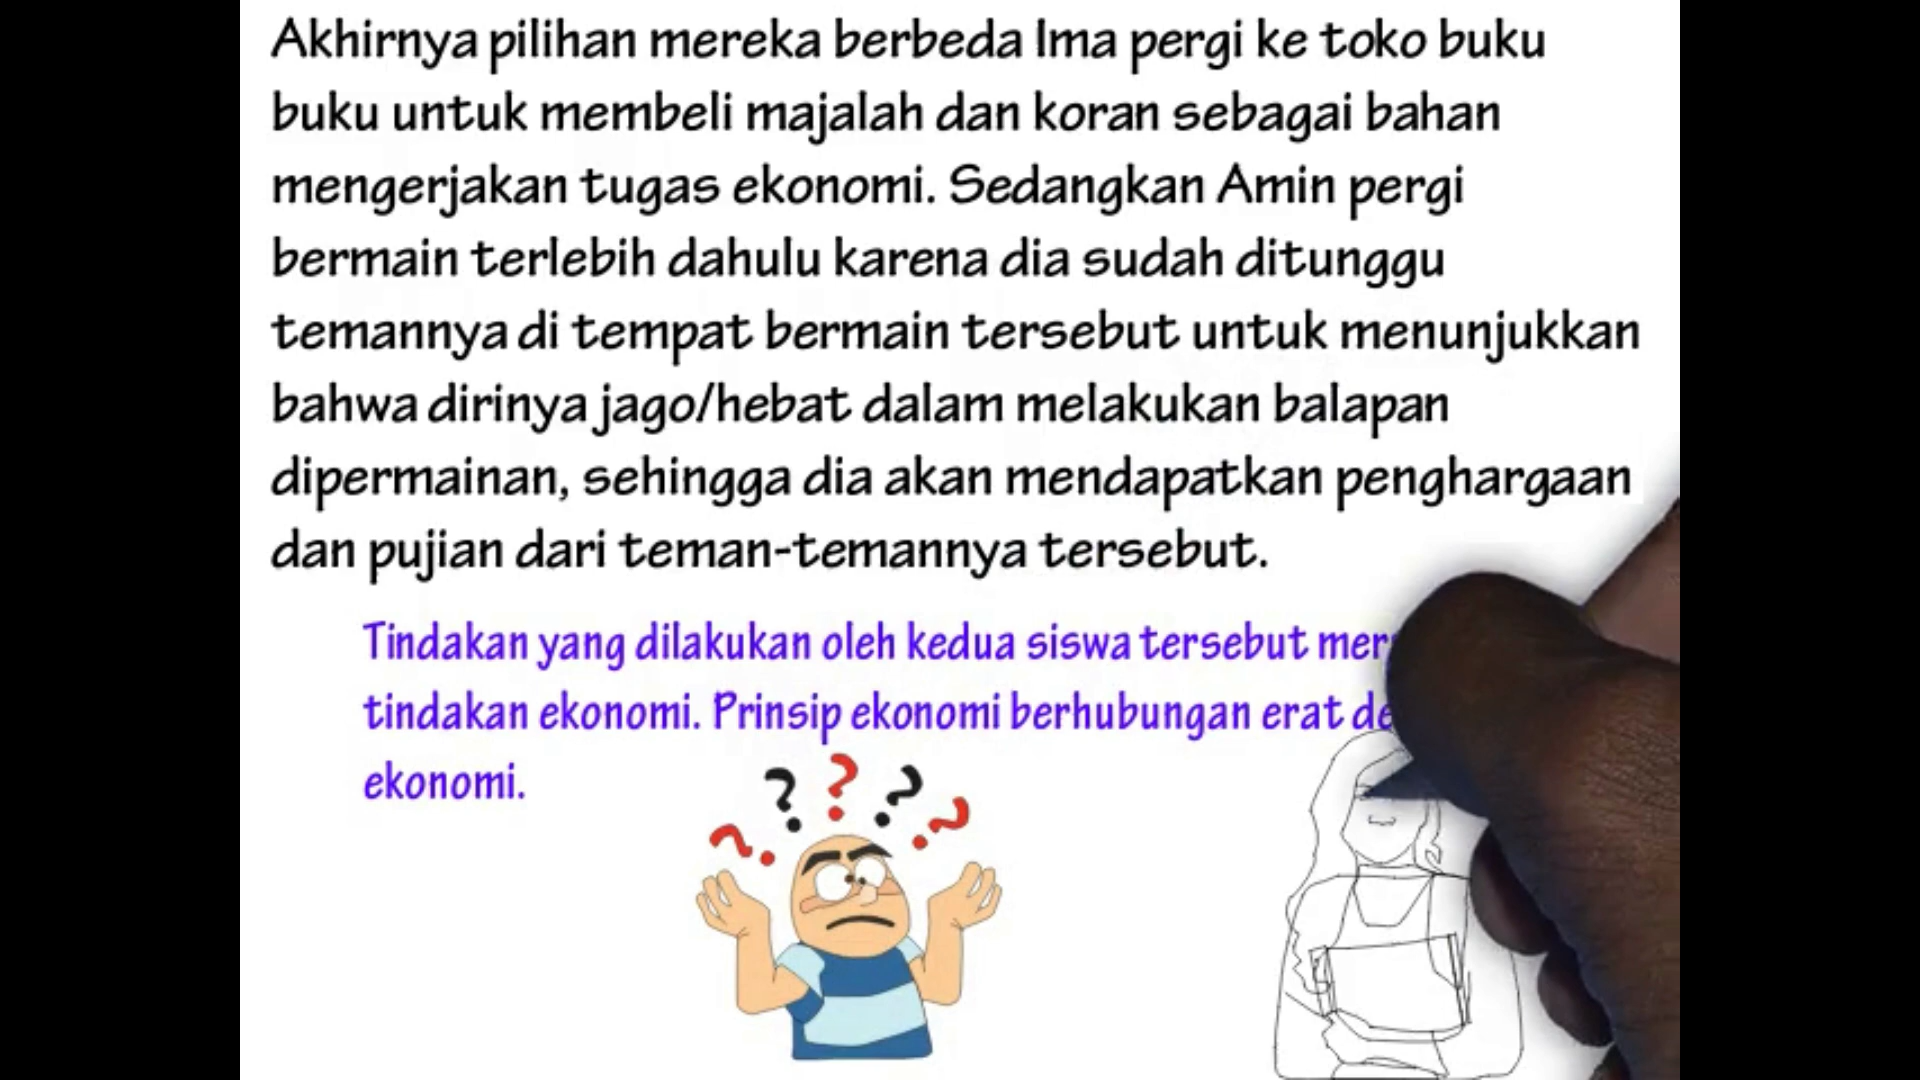 Akhirnya pilihan mereka berbeda Ima pergi ke toko buku
buku untuk membeli majalah dan koran sebagai bahan
mengerjakan tugas ekonomi. Sedangkan Amin pergi
bermain terlebih dahulu karena dia sudah ditunggu
temannya di tempat bermain tersebut untuk menunjukkan
bahwa dirinya jago/hebat dalam melakukan balapan
dipermainan, sehingga dia akan mendapatkan penghargaan
dan pujian dari teman-temannya tersebut.
Tindakan yang dilakukan oleh kedua siswa tersebut
tindakan ekonomi. Prinsip ekonomi berhubungan erat
ekonomi.
? ? ? ? ?